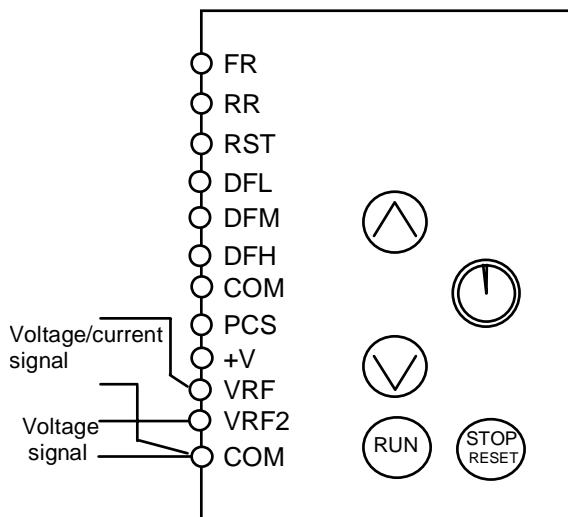 FR
RR
RST
DFL
DFM
DFH
COM
PCS
+V
VRF
VRF2
COM
Voltage/current
signal
Voltage
signal
RUN
STOP
RESET